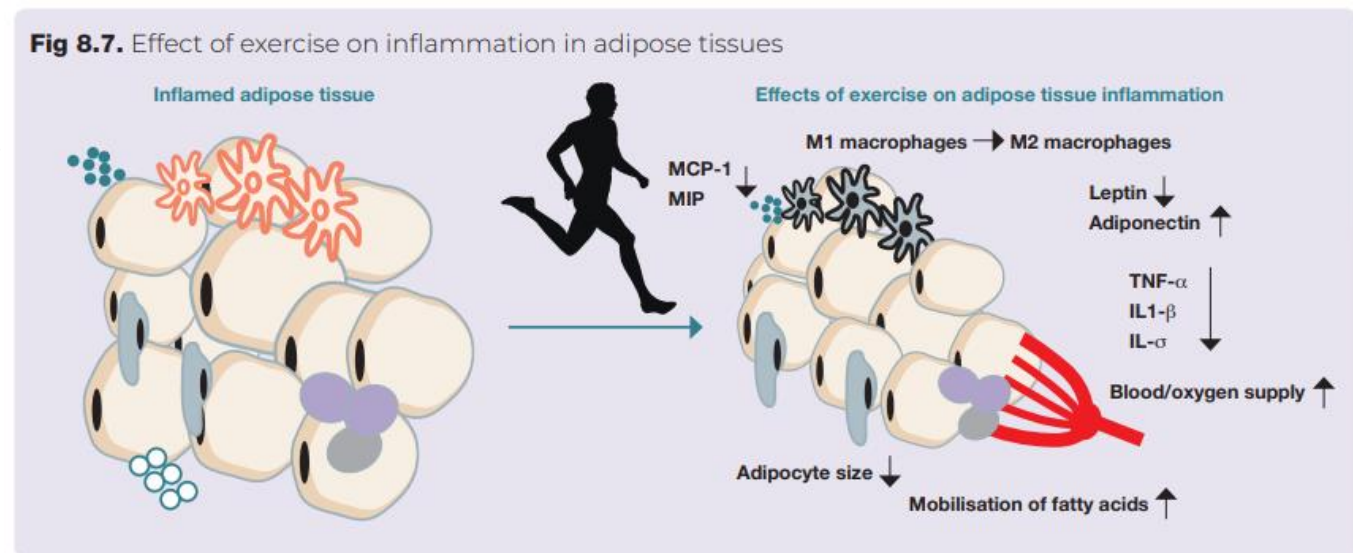 Fig 8.7. Effect of exercise on inflammation in adipose tissues
Inflamed adipose tissue
Effects of exercise on adipose tissue inflammation
M1 macrophages → M2 macrophages
MCP-1 ↓
MIP
Leptin ↓
Adiponectin ↑
TNF-α
IL1-β
IL-σ ↓
Blood/oxygen supply ↑
Adipocyte size ↓
Mobilisation of fatty acids ↑